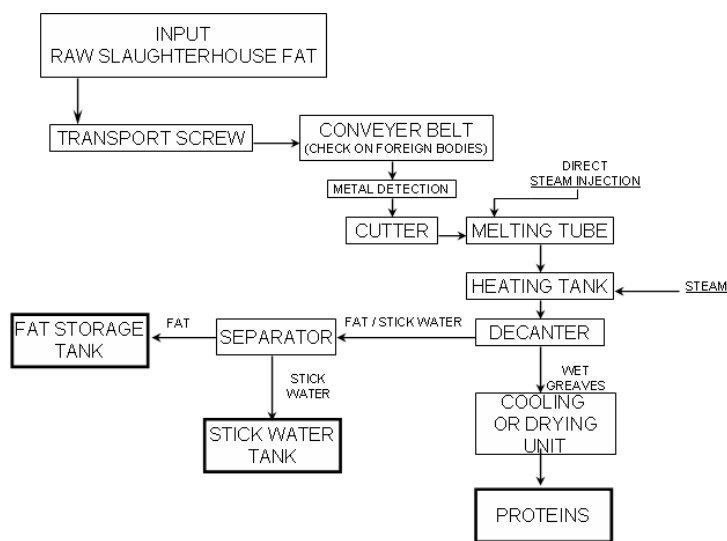 INPUT
RAW SLAUGHTERHOUSE FAT
TRANSPORT SCREW
CONVEYER BELT
(CHECK ON FOREIGN BODIES)
METAL DETECTION
DIRECT
STEAM INJECTION
CUTTER
MELTING TUBE
HEATING TANK
STEAM
FAT STORAGE
TANK
FAT
SEPARATOR
FAT / STICK WATER
DECANTER
STICK
WATER
WET
GREAVES
STICK WATER
TANK
COOLING
OR DRYING
UNIT
PROTEINS